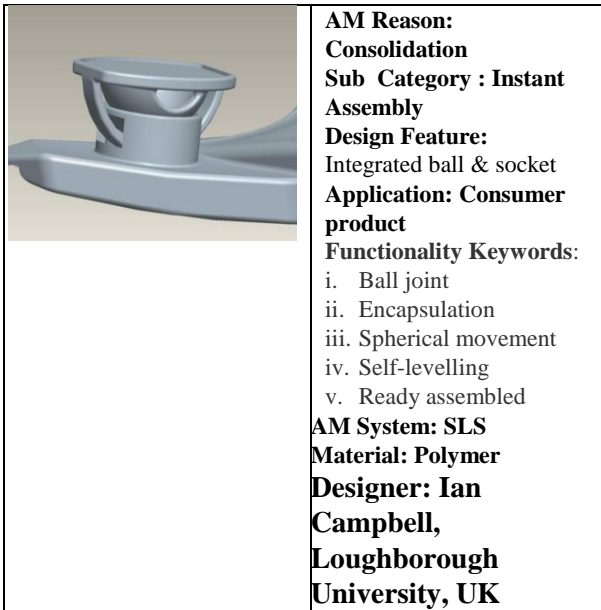 AM Reason:
Consolidation
Sub Category : Instant
Assembly
Design Feature:
Integrated ball & socket
Application: Consumer
product
Functionality Keywords:
i. Ball joint
ii. Encapsulation
iii. Spherical movement
iv. Self-levelling
v. Ready assembled
AM System: SLS
Material: Polymer
Designer: Ian
Campbell,
Loughborough
University, UK